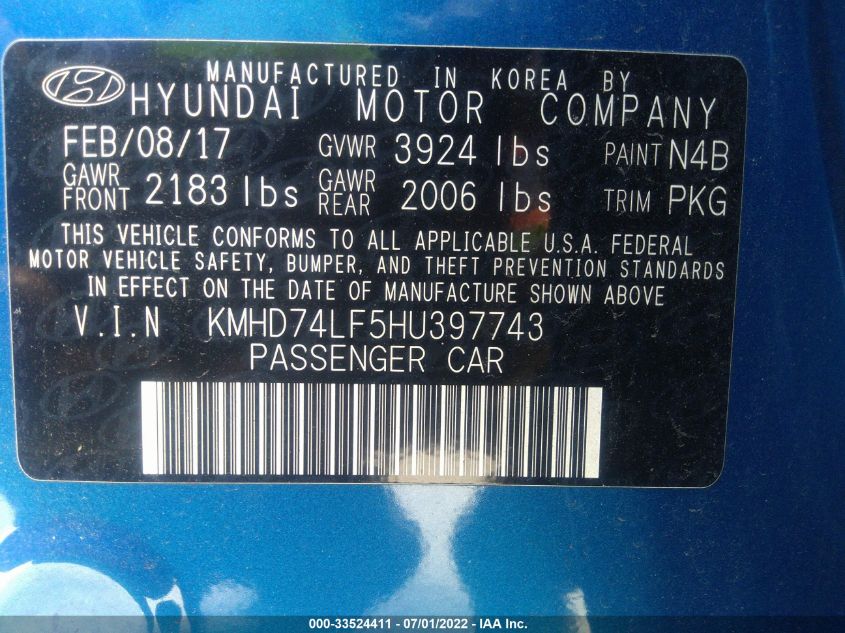 MANUFACTURED IN KOREA BY
HYUNDAI MOTOR COMPANY
FEB/08/17 GVWR 3924 lbs PAINT N4B
GAWR FRONT 2183 lbs GAWR REAR 2006 lbs TRIM PKG
THIS VEHICLE CONFORMS TO ALL APPLICABLE U.S.A. FEDERAL
MOTOR VEHICLE SAFETY, BUMPER, AND THEFT PREVENTION STANDARDS
IN EFFECT ON THE DATE OF MANUFACTURE SHOWN ABOVE
V.I.N KMHD74LF5HU397743
PASSENGER CAR
000-33524411 - 07/01/2022 - IAA Inc.